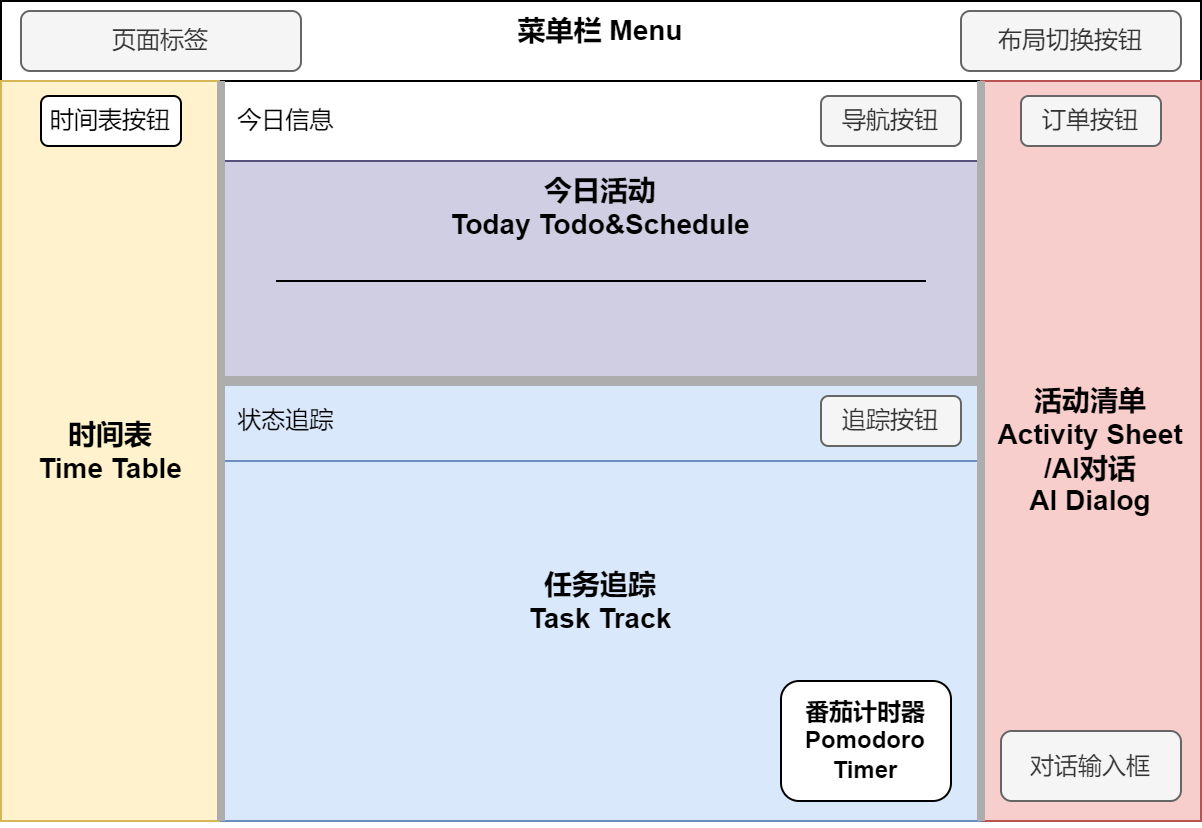 页面标签
菜单栏 Menu
布局切换按钮
时间表按钮
今日信息
导航按钮
订单按钮
今日活动
Today Todo&Schedule
状态追踪
追踪按钮
时间表
Time Table
活动清单
Activity Sheet
/AI对话
AI Dialog
任务追踪
Task Track
番茄计时器
Pomodoro
Timer
对话输入框